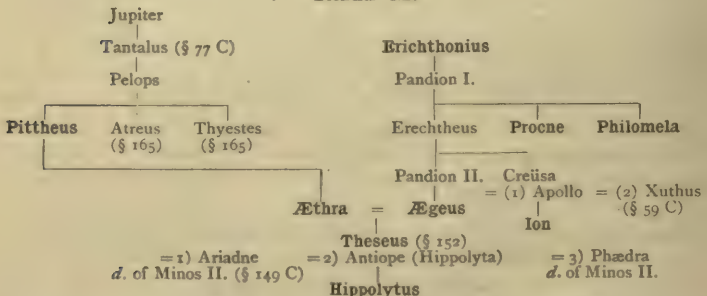 Jupiter
Tantalus (§ 77 C) Erichthonius
Pelops Pandion I.
Pittheus Atreus Thyestes Erechtheus Procne Philomela
(§ 165) (§ 165)
Pandion II. Creüsa
= (1) Apollo = (2) Xuthus
Æthra = Ægeus (§ 59 C)
Ion
Theseus (§ 152)
= 1) Ariadne = 2) Antiope (Hippolyta) = 3) Phædra
d. of Minos II. (§ 149 C) d. of Minos II.
Hippolytus